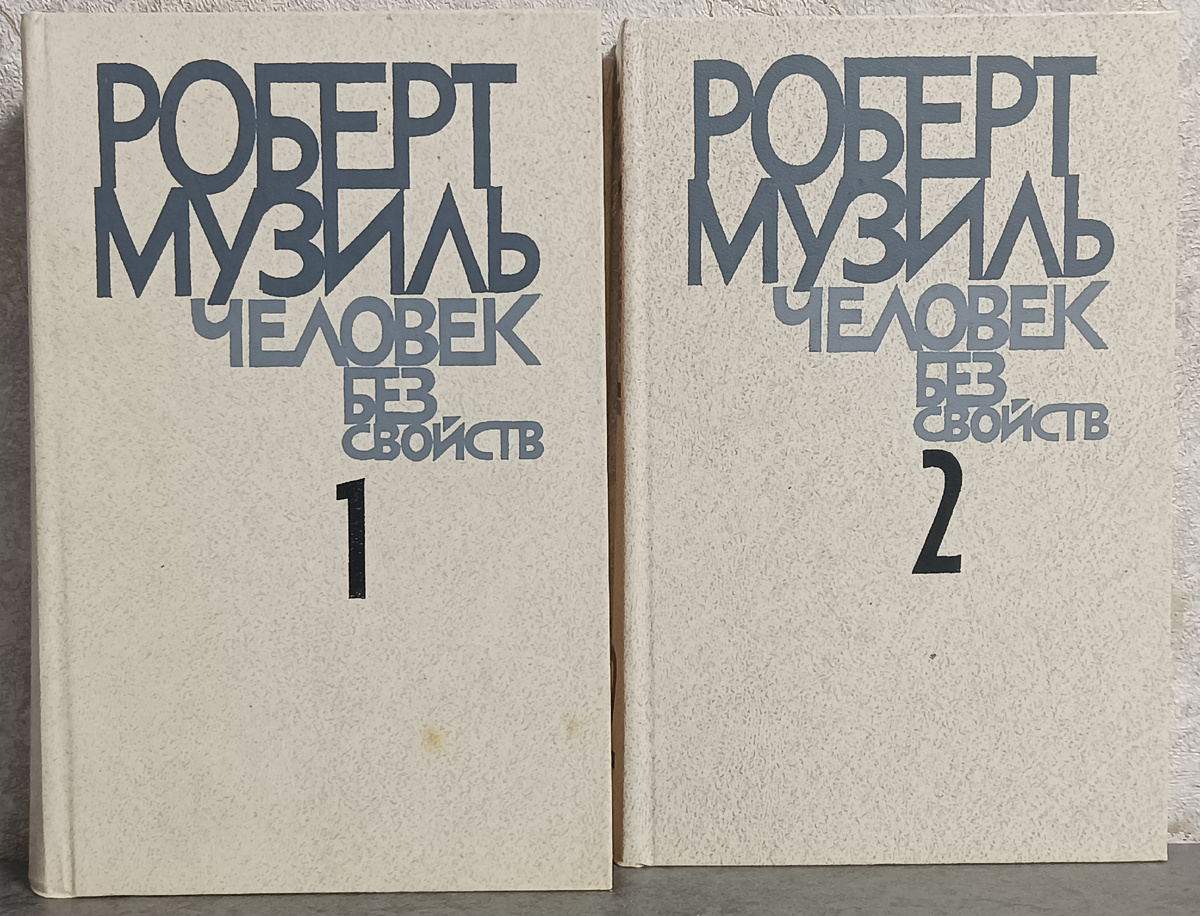 РОБЕРТ
МУЗИЛЬ
ЧЕЛОВЕК
БЕЗ
СВОЙСТВ
1
РОБЕРТ
МУЗИЛЬ
ЧЕЛОВЕК
БЕЗ
СВОЙСТВ
2